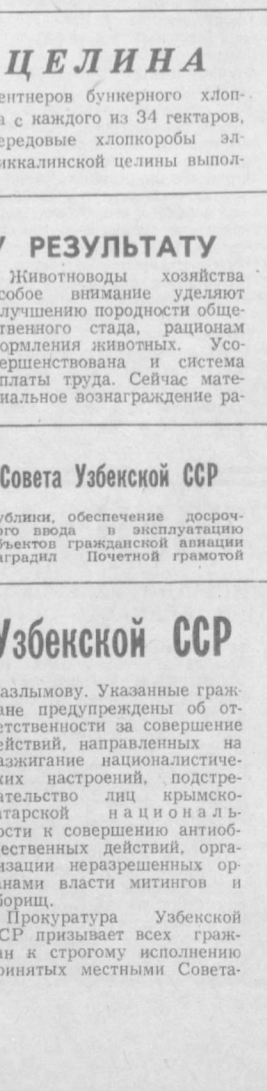 ЦЕЛИНА
ентнеров бункерного хлоп-
а с каждого из 34 гектаров,
ередовые хлопкоробы эл-
иккалинской целины выпол-
У РЕЗУЛЬТАТУ
Животноводы хозяйства
собое внимание уделяют
лучшению породности обще-
твенного стада, рационам
ормления животных. Усо-
ершенствована и система
платы труда. Сейчас мате-
иальное вознаграждение ра-
Совета Узбекской ССР
ублики, обеспечение досроч-
ого ввода в эксплуатацию
бъектов гражданской авиации
аградил Почетной грамотой
Узбекской ССР
азлымову. Указанные граж-
ане предупреждены об от-
етственности за совершение
ействий, направленных на
азжигание националистиче-
ких настроений, подстре-
ательство лиц крымско-
атарской националь-
ости к совершению антиоб-
ественных действий, орга-
изации неразрешенных ор-
анами власти митингов и
борищ.
Прокуратура Узбекской
СР призывает всех граж-
ан к строгому исполнению
ринятых местными Совета-